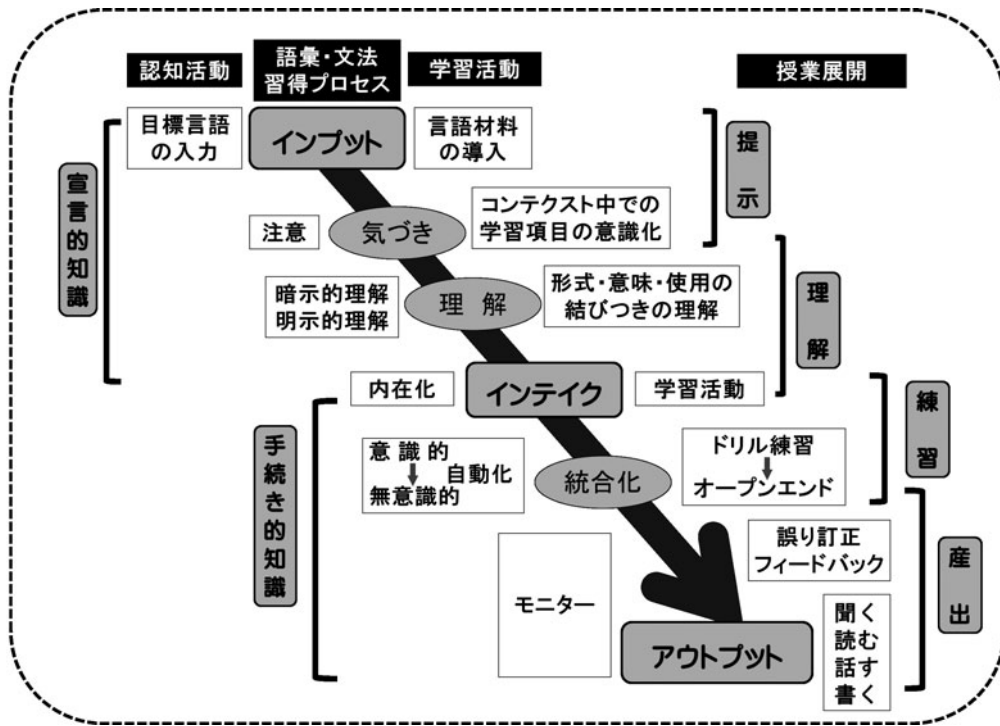 認知活動
語彙・文法
習得プロセス
学習活動
授業展開
目標言語
の入力
インプット
言語材料
の導入
提示
宣言的知識
注意
気づき
コンテクスト中での
学習項目の意識化
暗示的理解
明示的理解
理解
形式・意味・使用の
結びつきの理解
理解
内在化
インテイク
学習活動
練習
手続き的知識
意識的
自動化
無意識的
統合化
ドリル練習
オープンエンド
誤り訂正
フィードバック
産出
モニター
アウトプット
聞く
読む
話す
書く